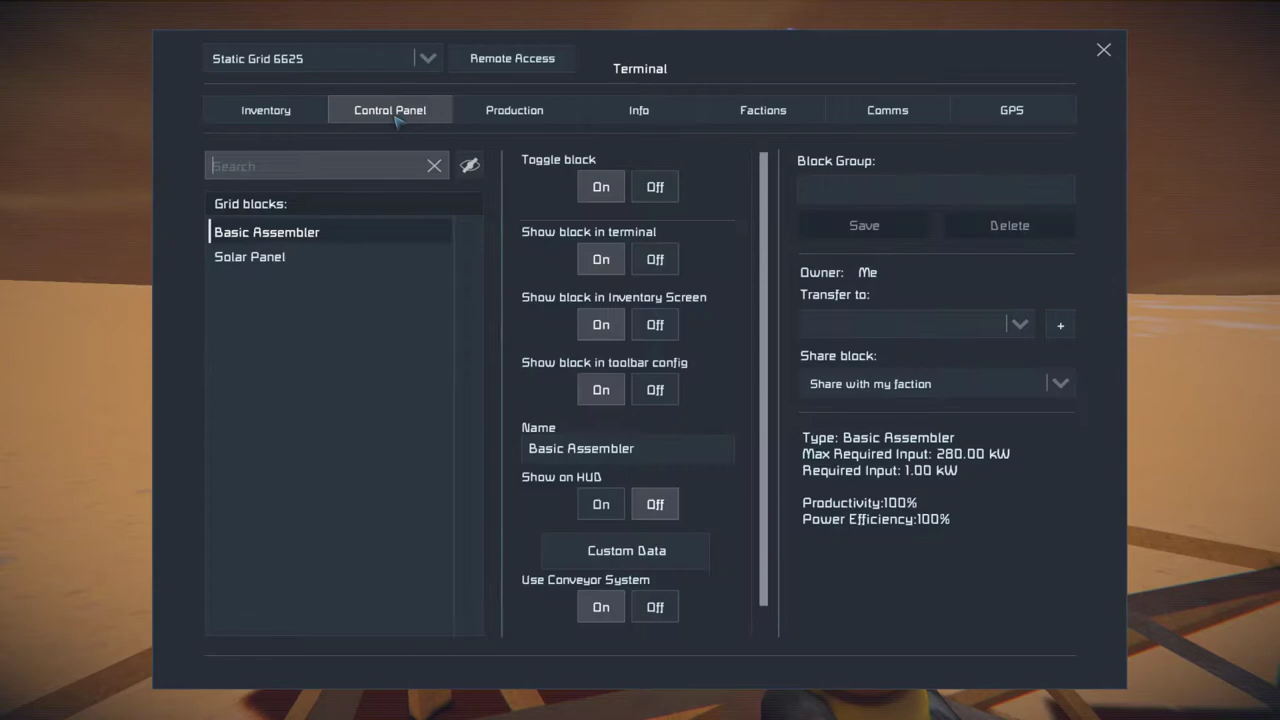 Static Grid 6625
Remote Access
Terminal
Inventory
Control Panel
Production
Info
Factions
Comms
GPS
Search
Grid blocks:
Basic Assembler
Solar Panel
Toggle block
On
Off
Show block in terminal
On
Off
Show block in Inventory Screen
On
Off
Show block in toolbar config
On
Off
Name
Basic Assembler
Show on HUD
On
Off
Custom Data
Use Conveyor System
On
Off
Block Group:
Save
Delete
Owner: Me
Transfer to:
+
Share block:
Share with my faction
Type: Basic Assembler
Max Required Input: 280.00 kW
Required Input: 1.00 kW
Productivity:100%
Power Efficiency:100%